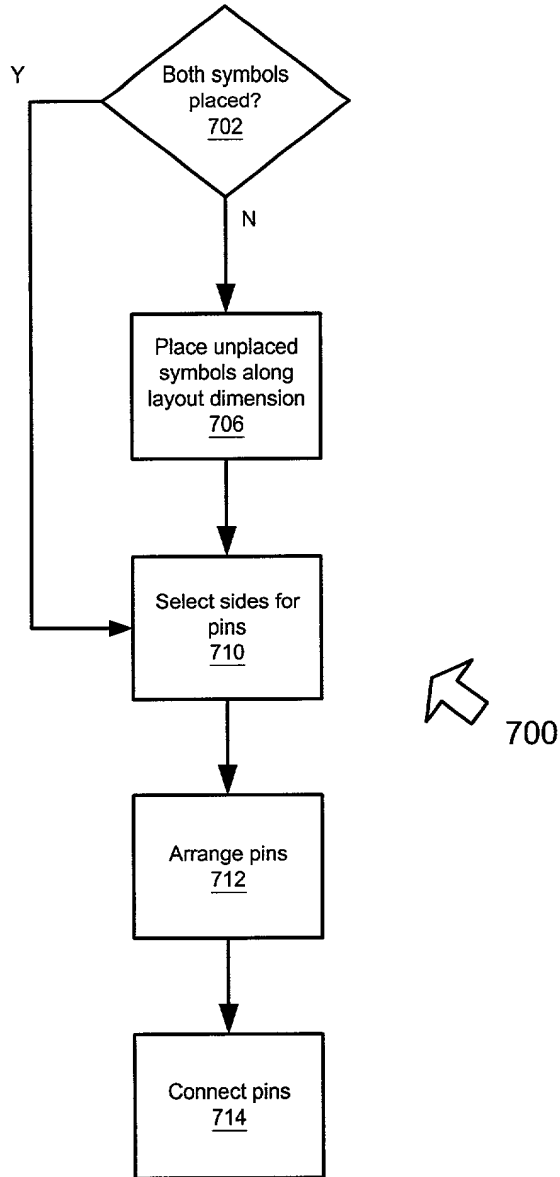 Y
Both symbols
placed?
702
N
Place unplaced
symbols along
layout dimension
706
Select sides for
pins
710
700
Arrange pins
712
Connect pins
714